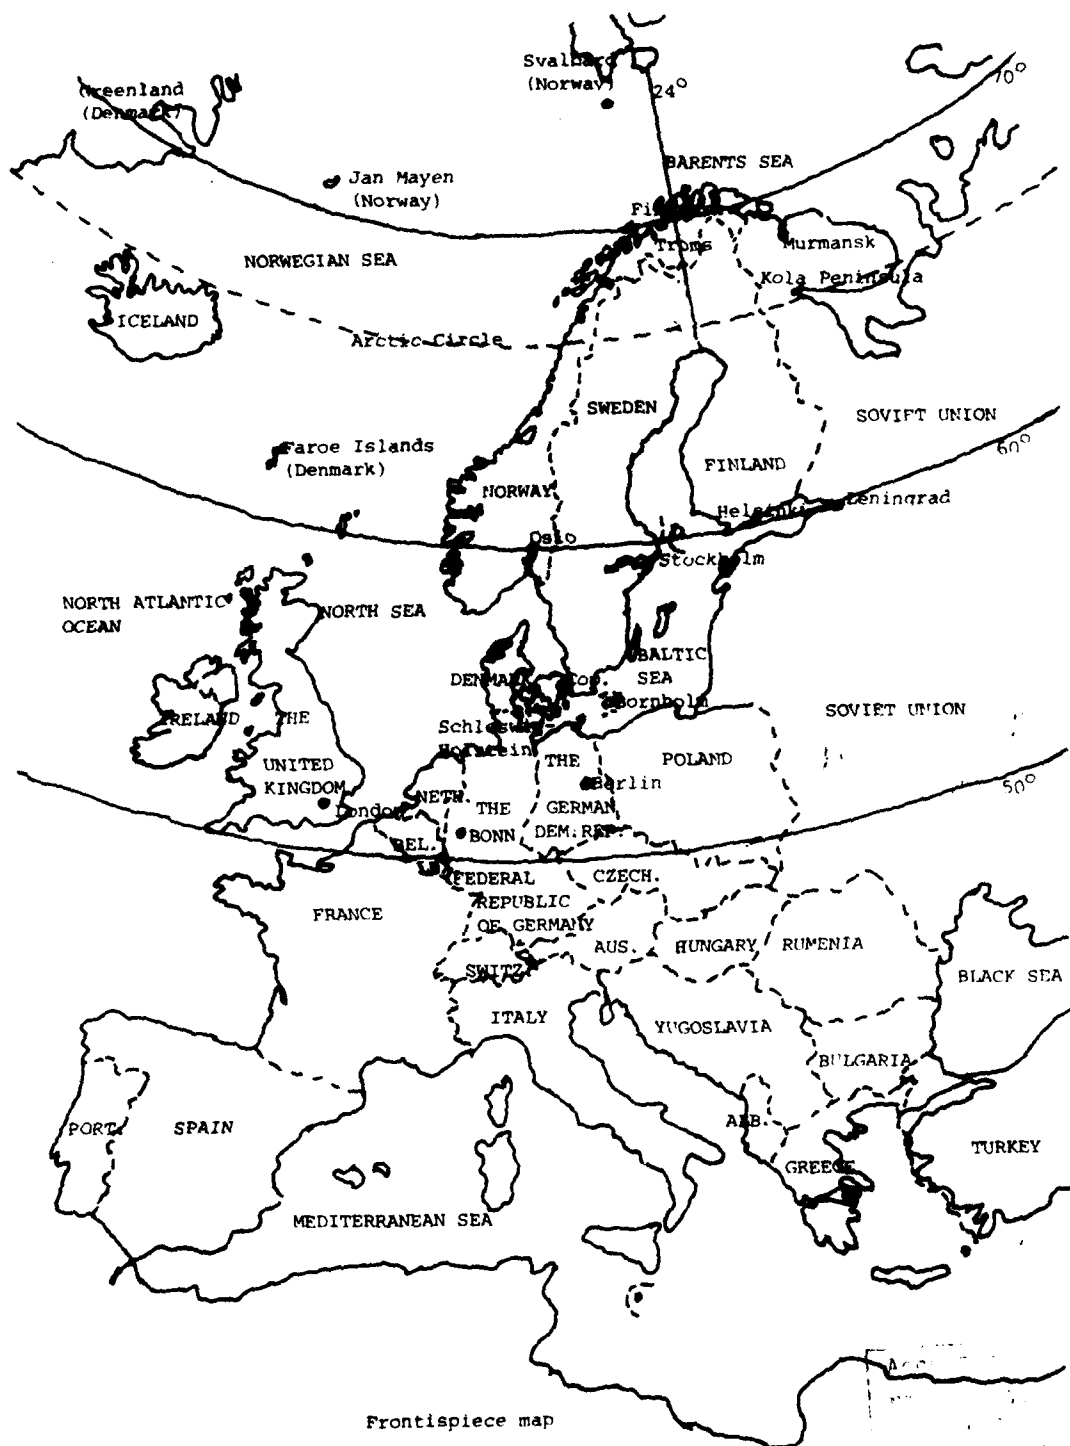 Svalbard
(Norway)
Greenland
(Denmark)
24°
70°
BARENTS SEA
Jan Mayen
(Norway)
Troms
Murmansk
NORWEGIAN SEA
Kola Peninsula
ICELAND
Arctic Circle
SWEDEN
SOVIET UNION
60°
Faroe Islands
(Denmark)
FINLAND
NORWAY
Helsinki
Leningrad
Oslo
Stockholm
NORTH ATLANTIC
OCEAN
NORTH SEA
BALTIC
SEA
DENMARK
Cop.
Bornholm
IRELAND
THE
UNITED
KINGDOM
SOVIET UNION
Schleswig-
Holstein
THE
GERMAN
DEM. REP.
POLAND
Berlin
50°
NETH.
London
THE
BONN
BEL.
FEDERAL
REPUBLIC
OF GERMANY
CZECH.
FRANCE
AUS.
HUNGARY
RUMENIA
SWITZ.
BLACK SEA
ITALY
YUGOSLAVIA
BULGARIA
PORT.
SPAIN
ALB.
GREECE
TURKEY
MEDITERRANEAN SEA
Frontispiece map